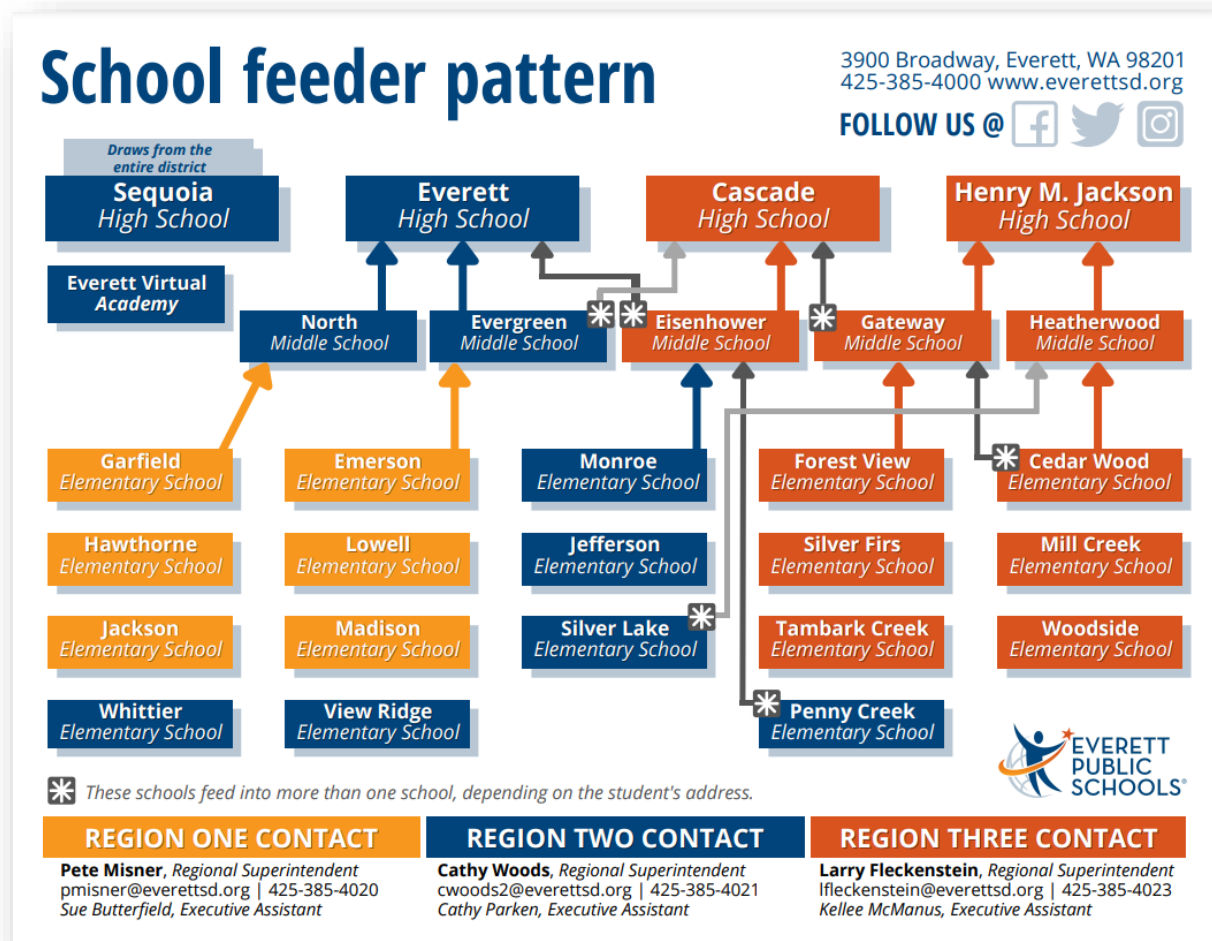 School feeder pattern
3900 Broadway, Everett, WA 98201
425-385-4000 www.everettsd.org
FOLLOW US @
Draws from the
entire district
Sequoia
High School
Everett
High School
Cascade
High School
Henry M. Jackson
High School
Everett Virtual
Academy
North
Middle School
Evergreen
Middle School
Eisenhower
Middle School
Gateway
Middle School
Heatherwood
Middle School
Garfield
Elementary School
Emerson
Elementary School
Monroe
Elementary School
Forest View
Elementary School
Cedar Wood
Elementary School
Hawthorne
Elementary School
Lowell
Elementary School
Jefferson
Elementary School
Silver Firs
Elementary School
Mill Creek
Elementary School
Jackson
Elementary School
Madison
Elementary School
Silver Lake
Elementary School
Tambark Creek
Elementary School
Woodside
Elementary School
Whittier
Elementary School
View Ridge
Elementary School
Penny Creek
Elementary School
EVERETT
PUBLIC
SCHOOLS®
These schools feed into more than one school, depending on the student's address.
REGION ONE CONTACT
Pete Misner, Regional Superintendent
pmisner@everettsd.org | 425-385-4020
Sue Butterfield, Executive Assistant
REGION TWO CONTACT
Cathy Woods, Regional Superintendent
cwoods2@everettsd.org | 425-385-4021
Cathy Parken, Executive Assistant
REGION THREE CONTACT
Larry Fleckenstein, Regional Superintendent
lfleckenstein@everettsd.org | 425-385-4023
Kellee McManus, Executive Assistant